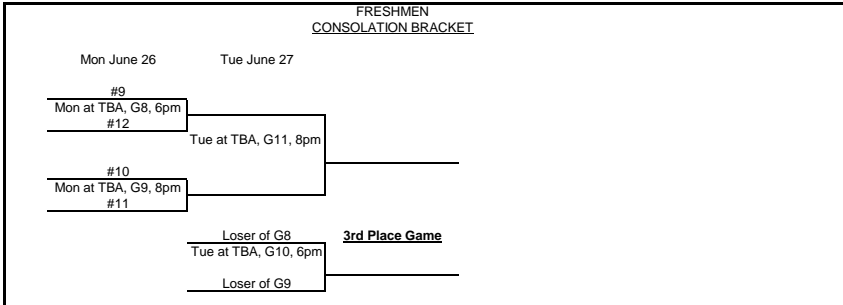 FRESHMEN
CONSOLATION BRACKET
Mon June 26
Tue June 27
#9
Mon at TBA, G8, 6pm
#12
Tue at TBA, G11, 8pm
#10
Mon at TBA, G9, 8pm
#11
Loser of G8
3rd Place Game
Tue at TBA, G10, 6pm
Loser of G9